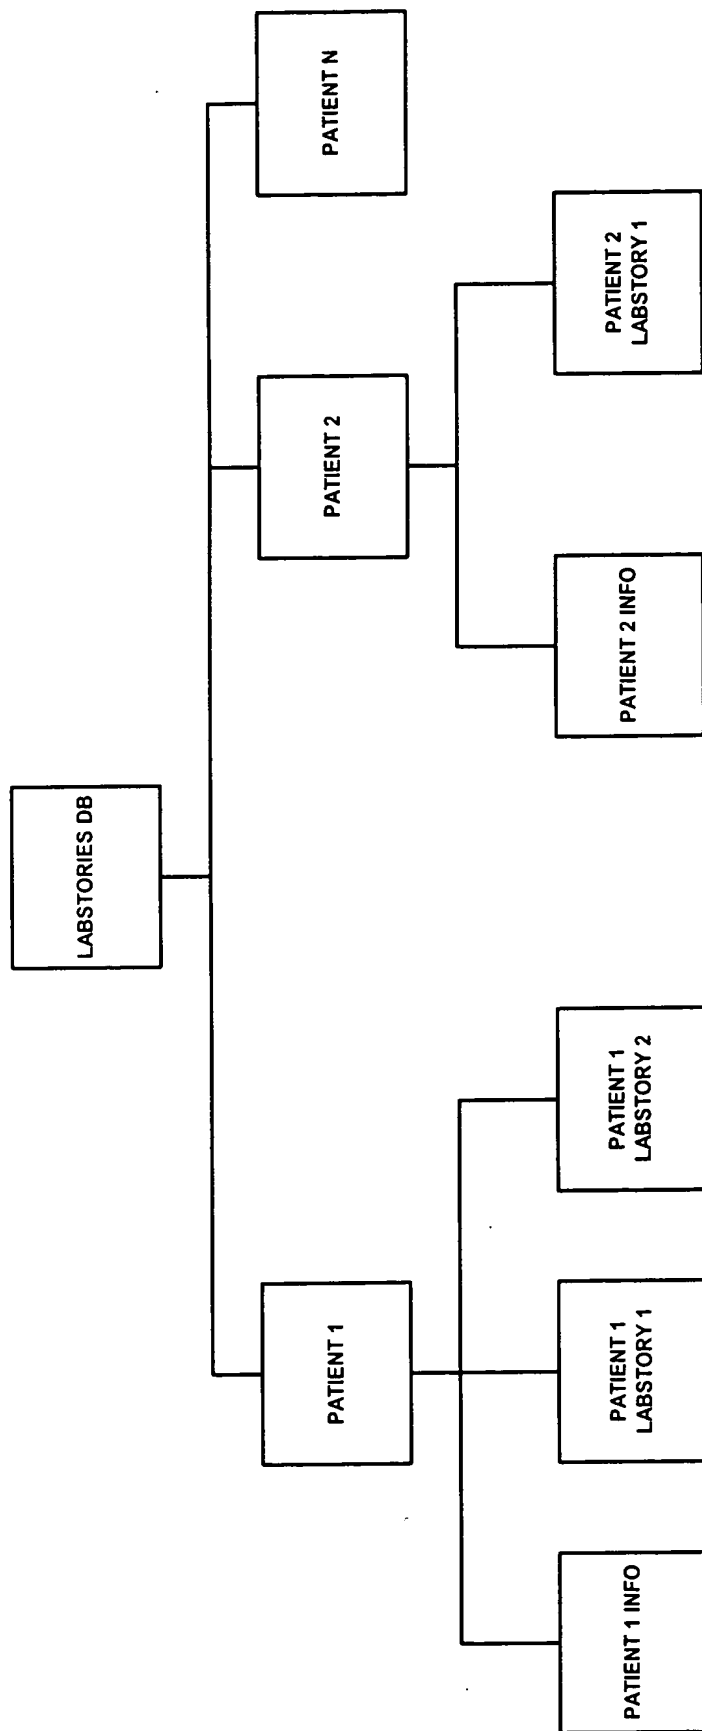 LABSTORIES DB
PATIENT 1
PATIENT 2
PATIENT N
PATIENT 1 INFO
PATIENT 1
LABSTORY 1
PATIENT 1
LABSTORY 2
PATIENT 2 INFO
PATIENT 2
LABSTORY 1